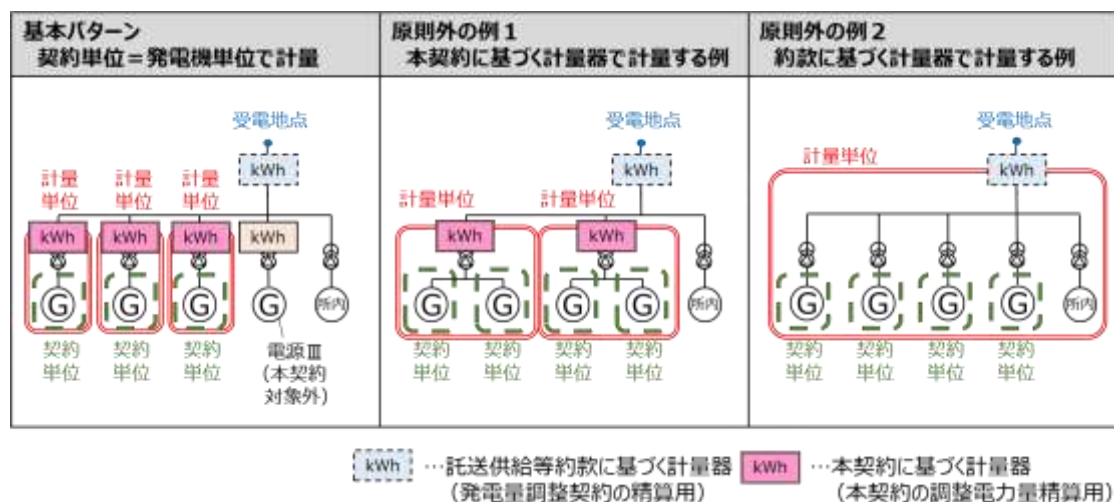 基本パターン
契約単位＝発電機単位で計量
原則外の例１
本契約に基づく計量器で計量する例
原則外の例２
約款に基づく計量器で計量する例
受電地点
kWh
計量
単位
計量
単位
計量
単位
kWh
kWh
kWh
kWh
G
G
G
G
所内
契約
単位
契約
単位
契約
単位
電源Ⅲ
（本契約
対象外）
受電地点
kWh
計量単位
計量単位
kWh
kWh
G
G
G
G
所内
契約
単位
契約
単位
契約
単位
契約
単位
受電地点
計量単位
kWh
G
G
G
G
所内
契約
単位
契約
単位
契約
単位
契約
単位
kWh …託送供給等約款に基づく計量器
（発電量調整契約の精算用）
kWh …本契約に基づく計量器
（本契約の調整電力量精算用）